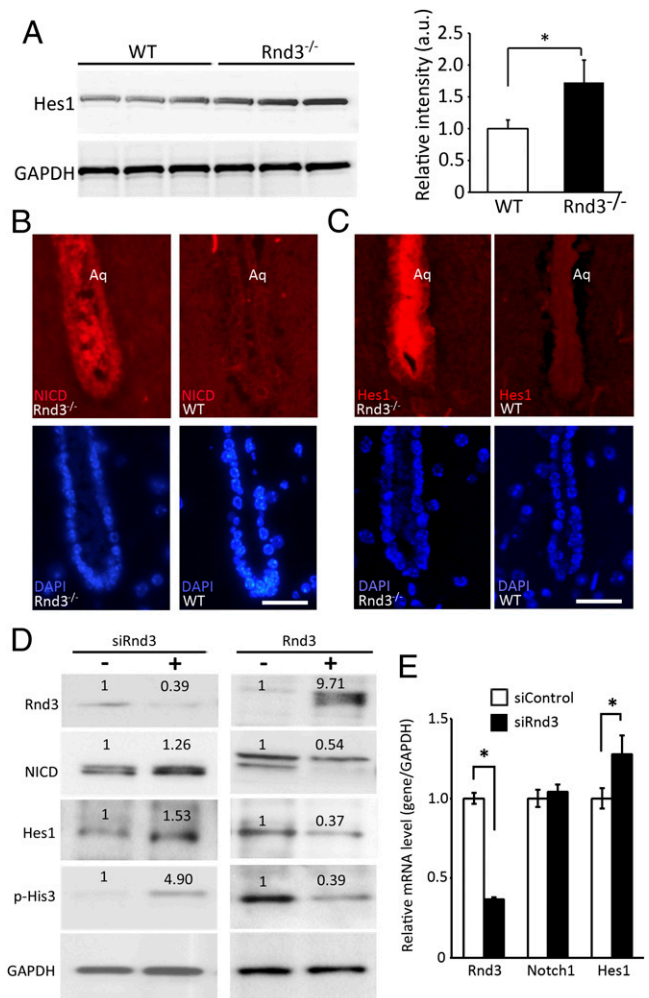 A
WT Rnd3-/-
Hes1
GAPDH
Relative intensity (a.u.)
2.5
2.0
1.5
1.0
0.5
0
*
WT Rnd3-/-
B
Aq Aq
NICD NICD
Rnd3-/- WT
DAPI DAPI
Rnd3-/- WT
C
Aq Aq
Hes1 Hes1
Rnd3-/- WT
DAPI DAPI
Rnd3-/- WT
D
siRnd3 Rnd3
- + - +
Rnd3 1 0.39 1 9.71
NICD 1 1.26 1 0.54
Hes1 1 1.53 1 0.37
p-His3 1 4.90 1 0.39
GAPDH
E
siControl
siRnd3
Relative mRNA level (gene/GAPDH)
1.5
1.0
0.5
0
* *
Rnd3 Notch1 Hes1